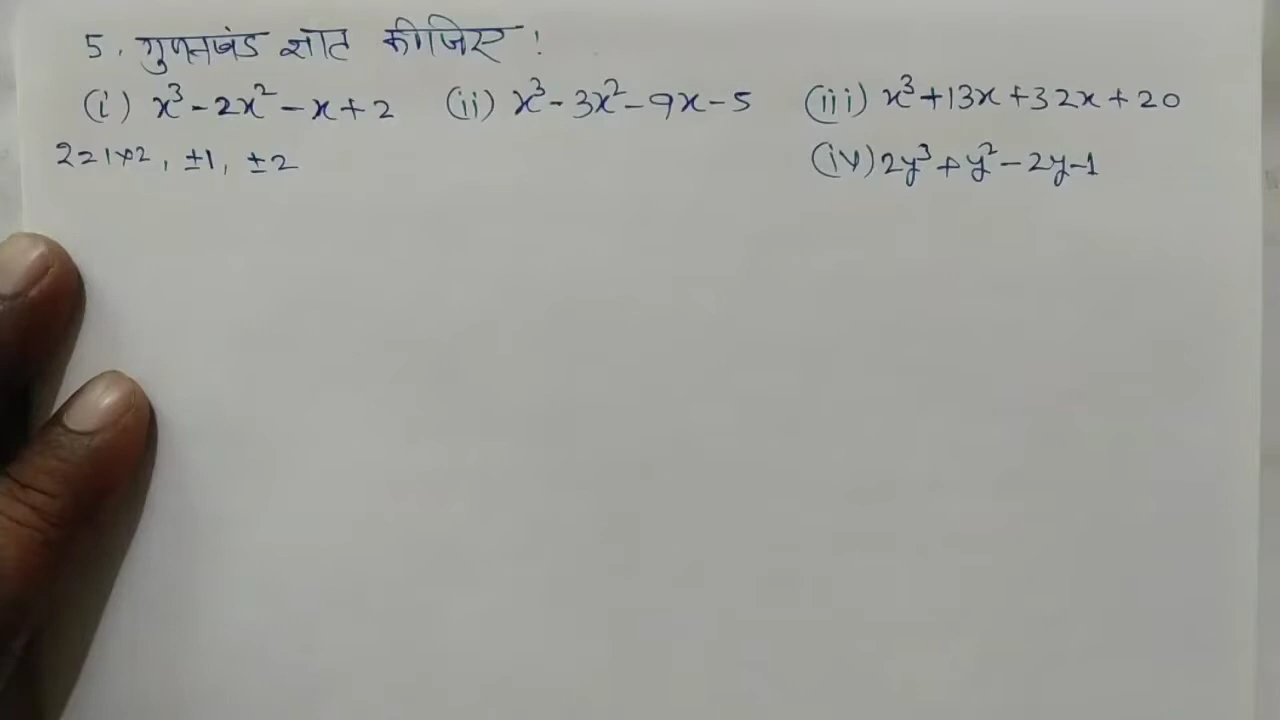 5. गुणनखंड ज्ञात कीजिए!
(i) x³ - 2x² - x + 2 (ii) x³ - 3x² - 9x - 5 (iii) x³ + 13x + 32x + 20
2 = 1×2, ±1, ±2 (iv) 2y³ + y² - 2y - 1